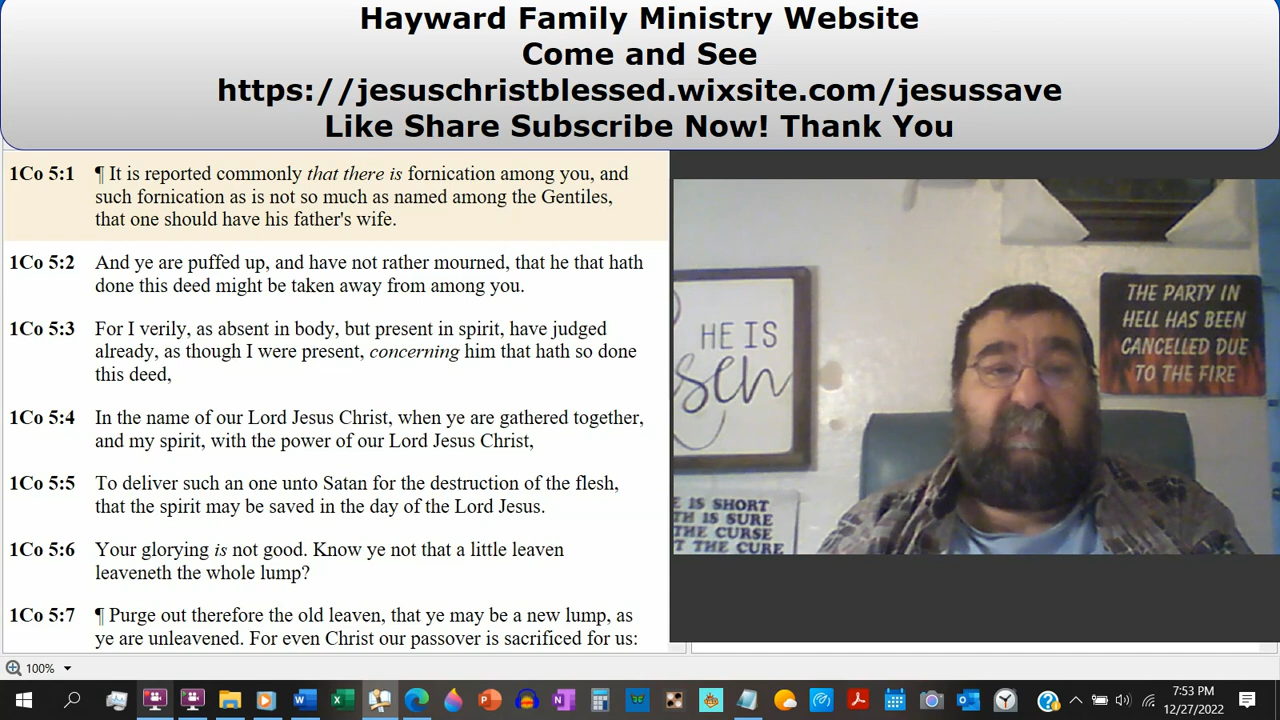 Hayward Family Ministry Website
Come and See
https://jesuschristblessed.wixsite.com/jesussave
Like Share Subscribe Now! Thank You
1Co 5:1 ¶ It is reported commonly that there is fornication among you, and
such fornication as is not so much as named among the Gentiles,
that one should have his father's wife.
1Co 5:2 And ye are puffed up, and have not rather mourned, that he that hath
done this deed might be taken away from among you.
1Co 5:3 For I verily, as absent in body, but present in spirit, have judged
already, as though I were present, concerning him that hath so done
this deed,
1Co 5:4 In the name of our Lord Jesus Christ, when ye are gathered together,
and my spirit, with the power of our Lord Jesus Christ,
1Co 5:5 To deliver such an one unto Satan for the destruction of the flesh,
that the spirit may be saved in the day of the Lord Jesus.
1Co 5:6 Your glorying is not good. Know ye not that a little leaven
leaveneth the whole lump?
1Co 5:7 ¶ Purge out therefore the old leaven, that ye may be a new lump, as
ye are unleavened. For even Christ our passover is sacrificed for us:
HE IS
sen
THE PARTY IN
HELL HAS BEEN
CANCELLED DUE
TO THE FIRE
E IS SHORT
TH IS SURE
THE CURSE
T THE CURE
100%
7:53 PM
12/27/2022